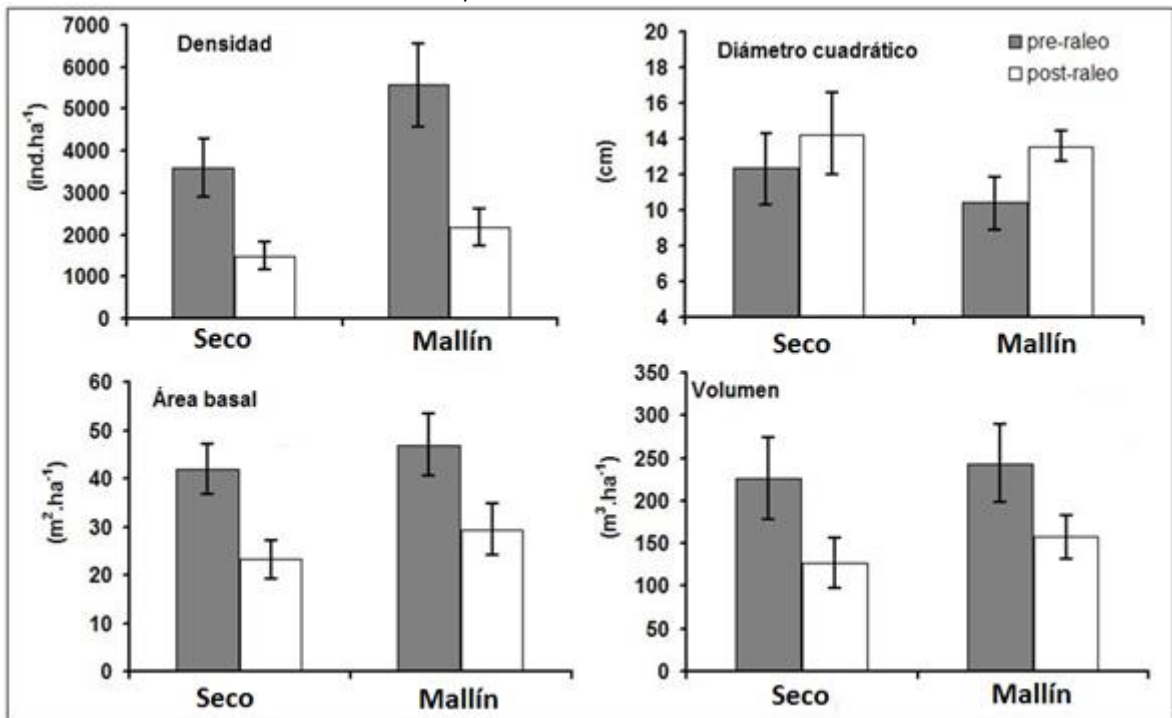 Densidad
(ind.ha⁻¹)
7000
6000
5000
4000
3000
2000
1000
0
Seco Mallín
Diámetro cuadrático
pre-raleo
post-raleo
(cm)
20
18
16
14
12
10
8
6
4
Seco Mallín
Área basal
(m².ha⁻¹)
60
50
40
30
20
10
0
Seco Mallín
Volumen
(m³.ha⁻¹)
350
300
250
200
150
100
50
0
Seco Mallín